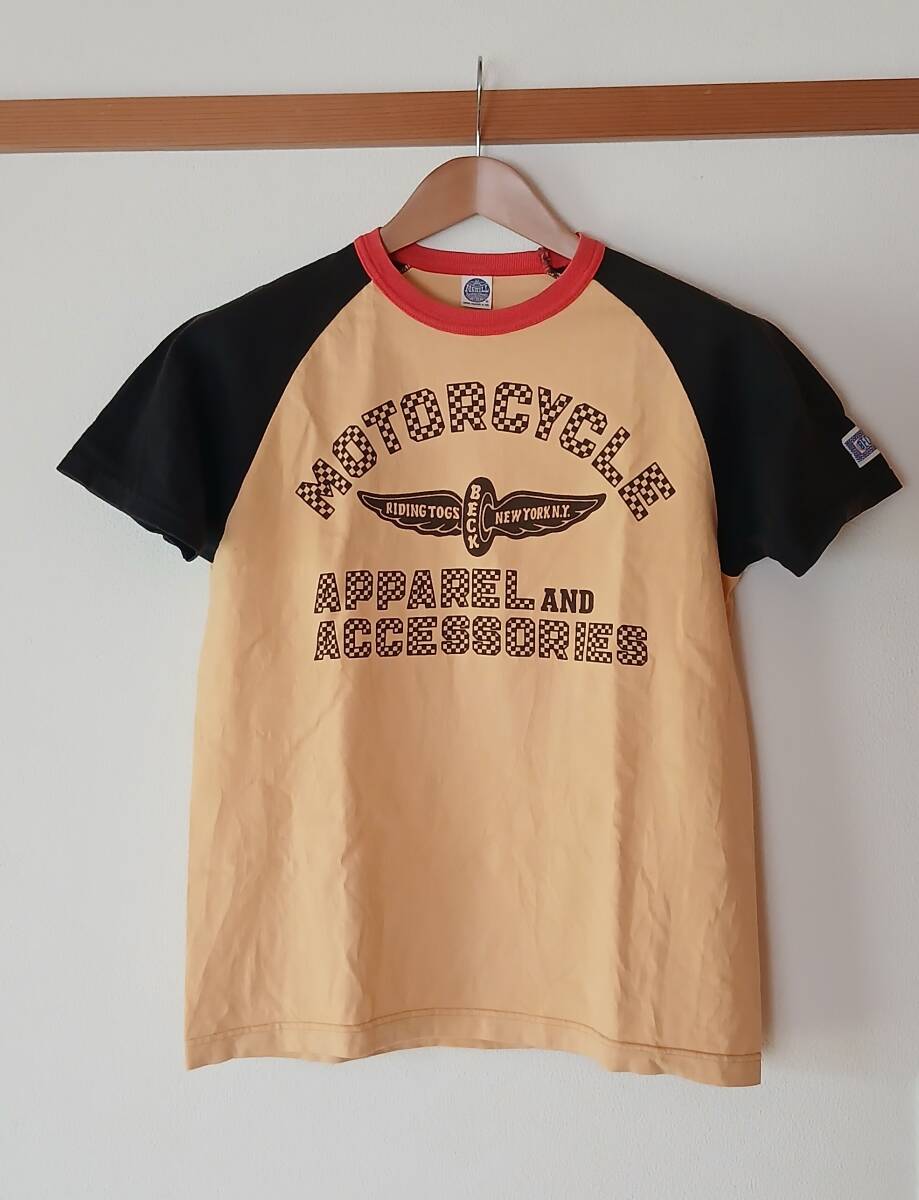 MOTORCYCLE
RIDING TOGS BECK NEW YORK N.Y.
APPAREL AND
ACCESSORIES